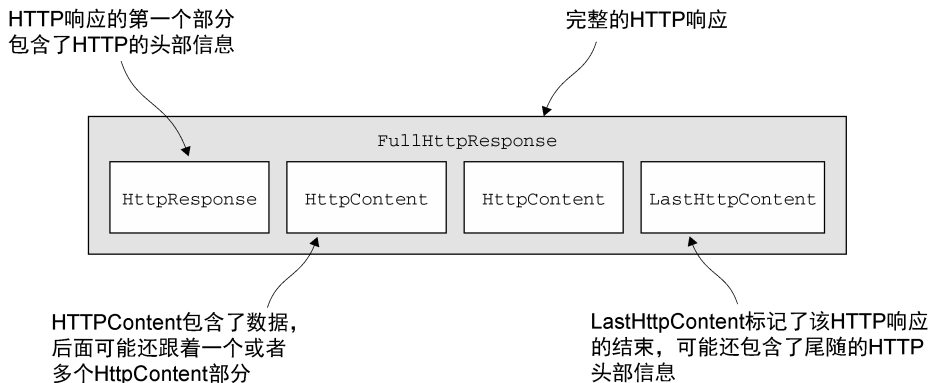 HTTP响应的第一个部分
包含了HTTP的头部信息
完整的HTTP响应
FullHttpResponse
HttpResponse
HttpContent
HttpContent
LastHttpContent
HTTPContent包含了数据，
后面可能还跟着一个或者
多个HttpContent部分
LastHttpContent标记了该HTTP响应
的结束，可能还包含了尾随的HTTP
头部信息